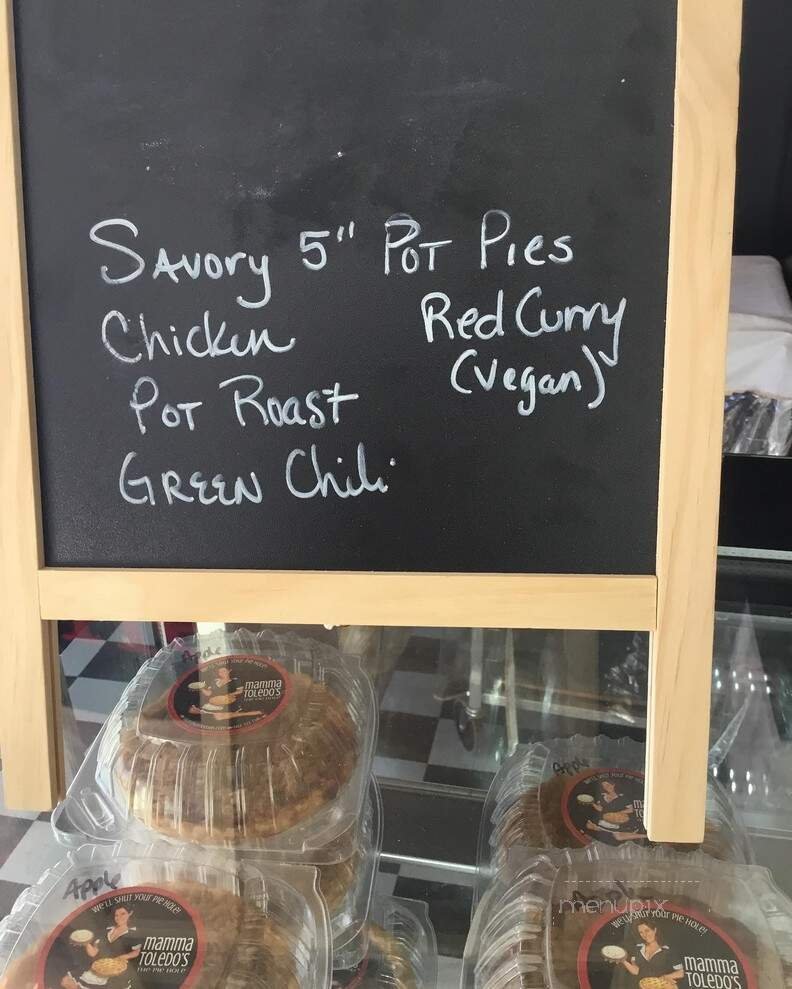 Savory 5" Pot Pies
Chicken
Pot Roast
Green Chili
Red Curry
(vegan)
Apple
mamma
TOLEDO'S
Apple
Apple
WE'LL SHUT YOUR PIE HOLE!
mamma
TOLEDO'S
THE PIE HOLE
menupix
WE'LL SHUT YOUR PIE HOLE!
mamma
TOLEDO'S